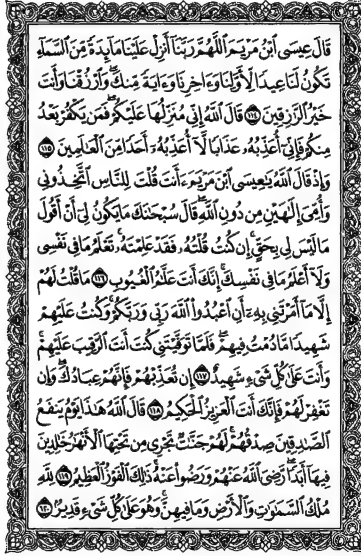 قَالَ عِيسَى ٱبْنُ مَرْيَمَ ٱللَّهُمَّ رَبَّنَآ أَنزِلْ عَلَيْنَا مَآئِدَةً مِّنَ ٱلسَّمَآءِ
تَكُونُ لَنَا عِيدًا لِّأَوَّلِنَا وَءَاخِرِنَا وَءَايَةً مِّنكَ وَٱرْزُقْنَا وَأَنتَ
خَيْرُ ٱلرَّٰزِقِينَ ١١٤ قَالَ ٱللَّهُ إِنِّى مُنَزِّلُهَا عَلَيْكُمْ فَمَن يَكْفُرْ بَعْدُ
مِنكُمْ فَإِنِّىٓ أُعَذِّبُهُۥ عَذَابًا لَّآ أُعَذِّبُهُۥٓ أَحَدًا مِّنَ ٱلْعَٰلَمِينَ ١١٥
وَإِذْ قَالَ ٱللَّهُ يَٰعِيسَى ٱبْنَ مَرْيَمَ ءَأَنتَ قُلْتَ لِلنَّاسِ ٱتَّخِذُونِى
وَأُمِّىَ إِلَٰهَيْنِ مِن دُونِ ٱللَّهِ قَالَ سُبْحَٰنَكَ مَا يَكُونُ لِىٓ أَنْ أَقُولَ
مَا لَيْسَ لِى بِحَقٍّ إِن كُنتُ قُلْتُهُۥ فَقَدْ عَلِمْتَهُۥ تَعْلَمُ مَا فِى نَفْسِى
وَلَآ أَعْلَمُ مَا فِى نَفْسِكَ إِنَّكَ أَنتَ عَلَّٰمُ ٱلْغُيُوبِ ١١٦ مَا قُلْتُ لَهُمْ
إِلَّا مَآ أَمَرْتَنِى بِهِۦٓ أَنِ ٱعْبُدُوا۟ ٱللَّهَ رَبِّى وَرَبَّكُمْ وَكُنتُ عَلَيْهِمْ
شَهِيدًا مَّا دُمْتُ فِيهِمْ فَلَمَّا تَوَفَّيْتَنِى كُنتَ أَنتَ ٱلرَّقِيبَ عَلَيْهِمْ
وَأَنتَ عَلَىٰ كُلِّ شَىْءٍ شَهِيدٌ ١١٧ إِن تُعَذِّبْهُمْ فَإِنَّهُمْ عِبَادُكَ وَإِن
تَغْفِرْ لَهُمْ فَإِنَّكَ أَنتَ ٱلْعَزِيزُ ٱلْحَكِيمُ ١١٨ قَالَ ٱللَّهُ هَٰذَا يَوْمُ يَنفَعُ
ٱلصَّٰدِقِينَ صِدْقُهُمْ لَهُمْ جَنَّٰتٌ تَجْرِى مِن تَحْتِهَا ٱلْأَنْهَٰرُ خَٰلِدِينَ
فِيهَآ أَبَدًا رَّضِىَ ٱللَّهُ عَنْهُمْ وَرَضُوا۟ عَنْهُ ذَٰلِكَ ٱلْفَوْزُ ٱلْعَظِيمُ ١١٩ لِلَّهِ
مُلْكُ ٱلسَّمَٰوَٰتِ وَٱلْأَرْضِ وَمَا فِيهِنَّ وَهُوَ عَلَىٰ كُلِّ شَىْءٍ قَدِيرٌۢ ١٢٠